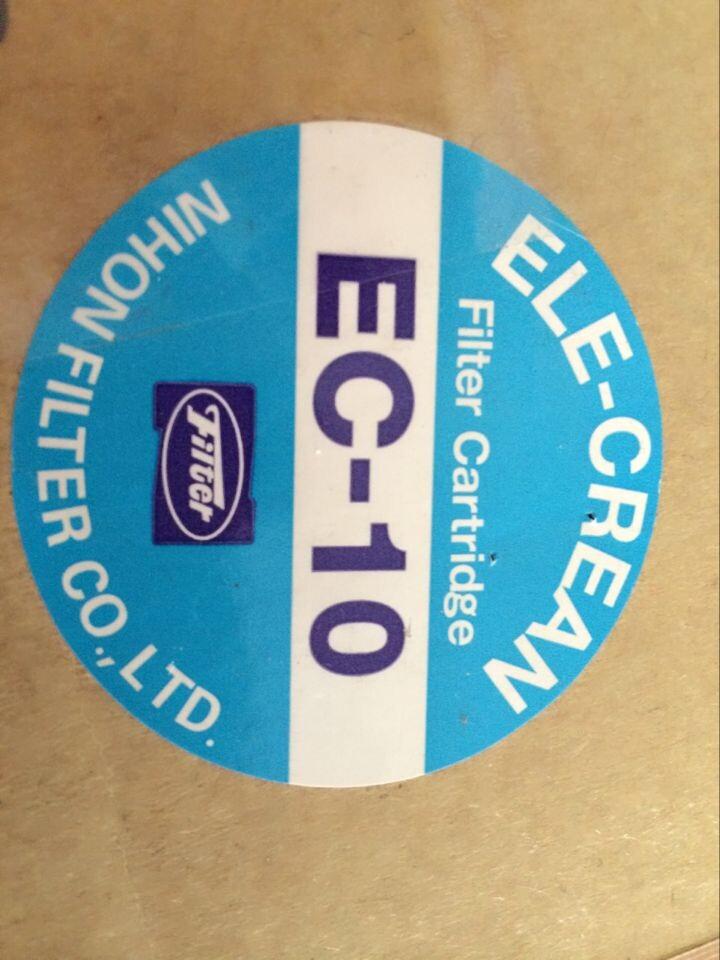 ELE-CREAN
Filter Cartridge
EC-10
Filter
NIHON FILTER CO., LTD.